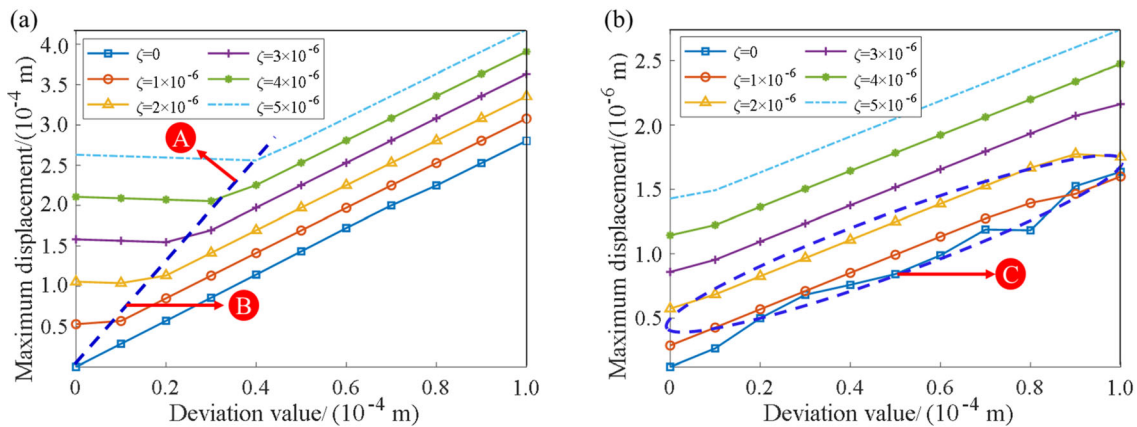 (a)
Maximum displacement/(10⁻⁴ m)
4.0
3.5
3.0
2.5
2.0
1.5
1.0
0.5
0
ζ=0
ζ=1×10⁻⁶
ζ=2×10⁻⁶
ζ=3×10⁻⁶
ζ=4×10⁻⁶
ζ=5×10⁻⁶
A
B
0 0.2 0.4 0.6 0.8 1.0
Deviation value/ (10⁻⁴ m)
(b)
Maximum displacement/(10⁻⁶ m)
2.5
2.0
1.5
1.0
0.5
ζ=0
ζ=1×10⁻⁶
ζ=2×10⁻⁶
ζ=3×10⁻⁶
ζ=4×10⁻⁶
ζ=5×10⁻⁶
C
0 0.2 0.4 0.6 0.8 1.0
Deviation value/ (10⁻⁴ m)